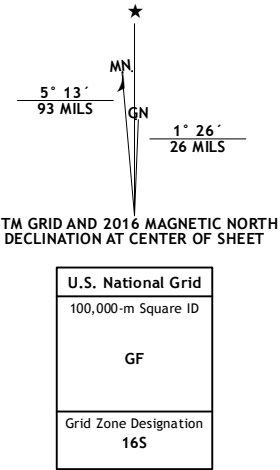 MN.
GN
5° 13´
93 MILS
1° 26´
26 MILS
TM GRID AND 2016 MAGNETIC NORTH
DECLINATION AT CENTER OF SHEET
U.S. National Grid
100,000-m Square ID
GF
Grid Zone Designation
16S